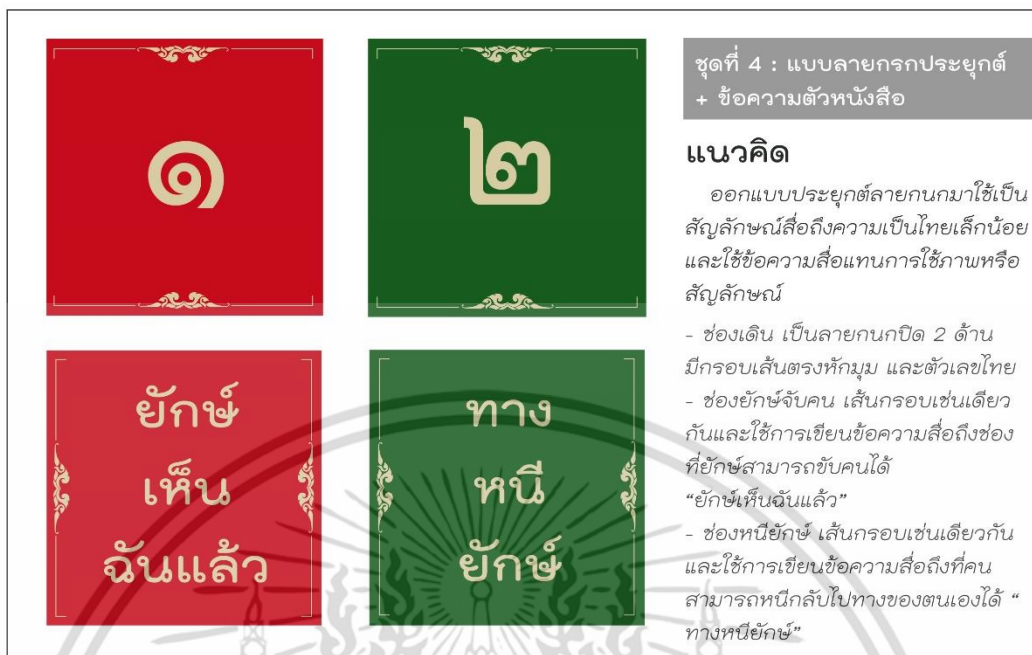 ๑
๒
ยักษ์
เห็น
ฉันแล้ว
ทาง
หนี
ยักษ์
ชุดที่ 4 : แบบลายกรกประยุกต์
+ ข้อความตัวหนังสือ
แนวคิด
ออกแบบประยุกต์ลายกนกมาใช้เป็น
สัญลักษณ์สื่อถึงความเป็นไทยเล็กน้อย
และใช้ข้อความสื่อแทนการใช้ภาพหรือ
สัญลักษณ์
- ช่องเดิน เป็นลายกนกปิด 2 ด้าน
มีกรอบเส้นตรงหักมุม และตัวเลขไทย
- ช่องยักษ์จับคน เส้นกรอบเช่นเดียว
กันและใช้การเขียนข้อความสื่อถึงช่อง
ที่ยักษ์สามารถขับคนได้
“ยักษ์เห็นฉันแล้ว”
- ช่องหนียักษ์ เส้นกรอบเช่นเดียวกัน
และใช้การเขียนข้อความสื่อถึงที่คน
สามารถหนีกลับไปทางของตนเองได้ “
ทางหนียักษ์”